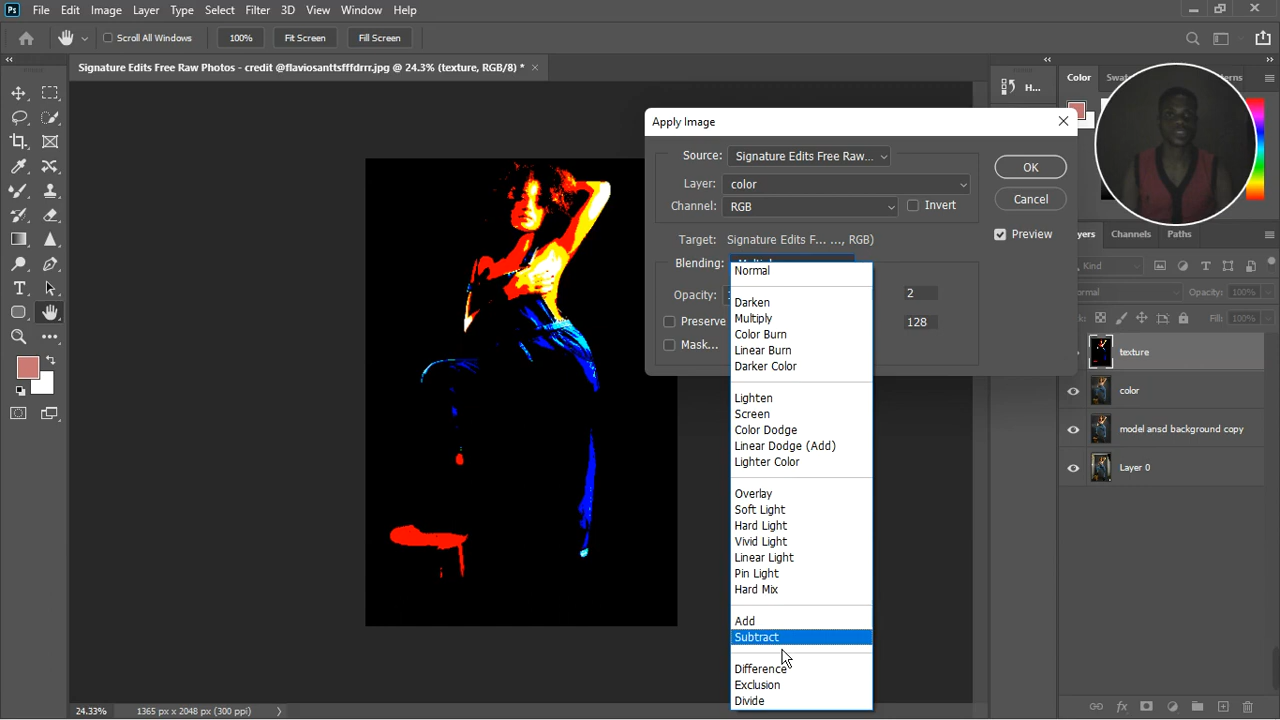 Ps File Edit Image Layer Type Select Filter 3D View Window Help
Scroll All Windows 100% Fit Screen Fill Screen
Signature Edits Free Raw Photos - credit @flaviosanttsfffdrrr.jpg @ 24.3% (texture, RGB/8) *
H...
Color
Apply Image
Source: Signature Edits Free Raw...
Layer: color
Channel: RGB
Invert
Target: Signature Edits F... ..., RGB)
Blending:
Opacity:
2
Preserve
128
Mask...
OK
Cancel
Preview
Normal
Darken
Multiply
Color Burn
Linear Burn
Darker Color
Lighten
Screen
Color Dodge
Linear Dodge (Add)
Lighter Color
Overlay
Soft Light
Hard Light
Vivid Light
Linear Light
Pin Light
Hard Mix
Add
Subtract
Difference
Exclusion
Divide
Channels Paths
Kind
Opacity: 100%
Fill: 100%
texture
color
model ansd background copy
Layer 0
24.33% 1365 px x 2048 px (300 ppi)